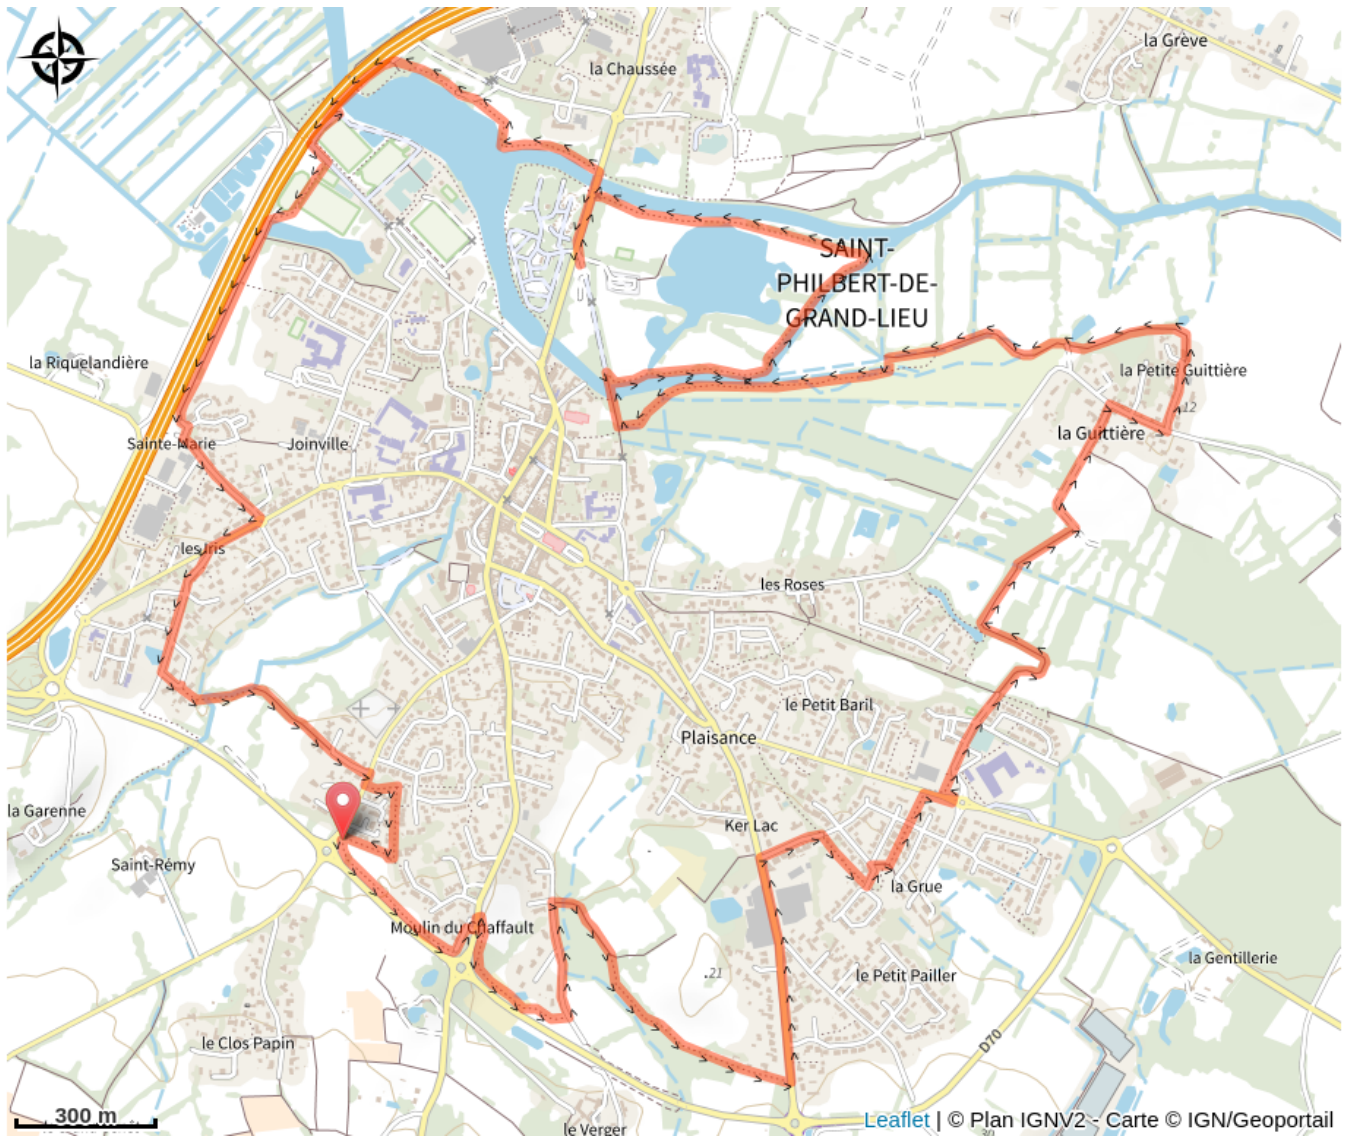 la Grève
la Chaussée
SAINT-
PHILBERT-DE-
GRAND-LIEU
la Riquelandière
la Petite Guittière
12
la Guittière
Sainte-Marie
Joinville
les Iris
les Roses
le Petit Baril
Plaisance
la Garenne
Ker Lac
Saint-Rémy
la Grue
Moulin du Chaffault
la Gentillerie
le Petit Pailler
21
D70
le Clos Papin
300 m
le Verger
Leaflet | © Plan IGNV2 - Carte © IGN/Geoportail